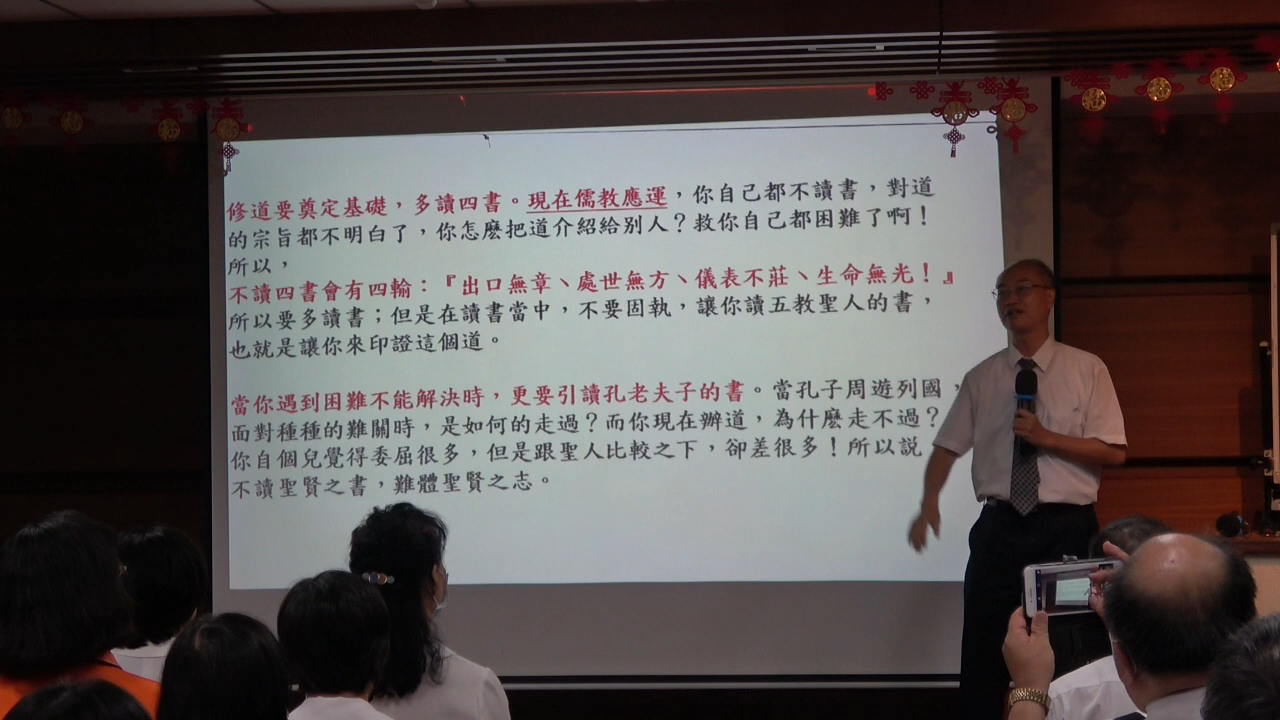 修道要奠定基礎，多讀四書。現在儒教應運，你自己都不讀書，對道
的宗旨都不明白了，你怎麼把道介紹給別人？救你自己都困難了啊！
所以，
不讀四書會有四輸：『出口無章、處世無方、儀表不莊、生命無光！』
所以要多讀書；但是在讀書當中，不要固執，讓你讀五教聖人的書，
也就是讓你來印證這個道。
當你遇到困難不能解決時，更要引讀孔老夫子的書。當孔子周遊列國，
面對種種的難關時，是如何的走過？而你現在辦道，為什麼走不過？
你自個兒覺得委屈很多，但是跟聖人比較之下，卻差很多！所以說
不讀聖賢之書，難體聖賢之志。